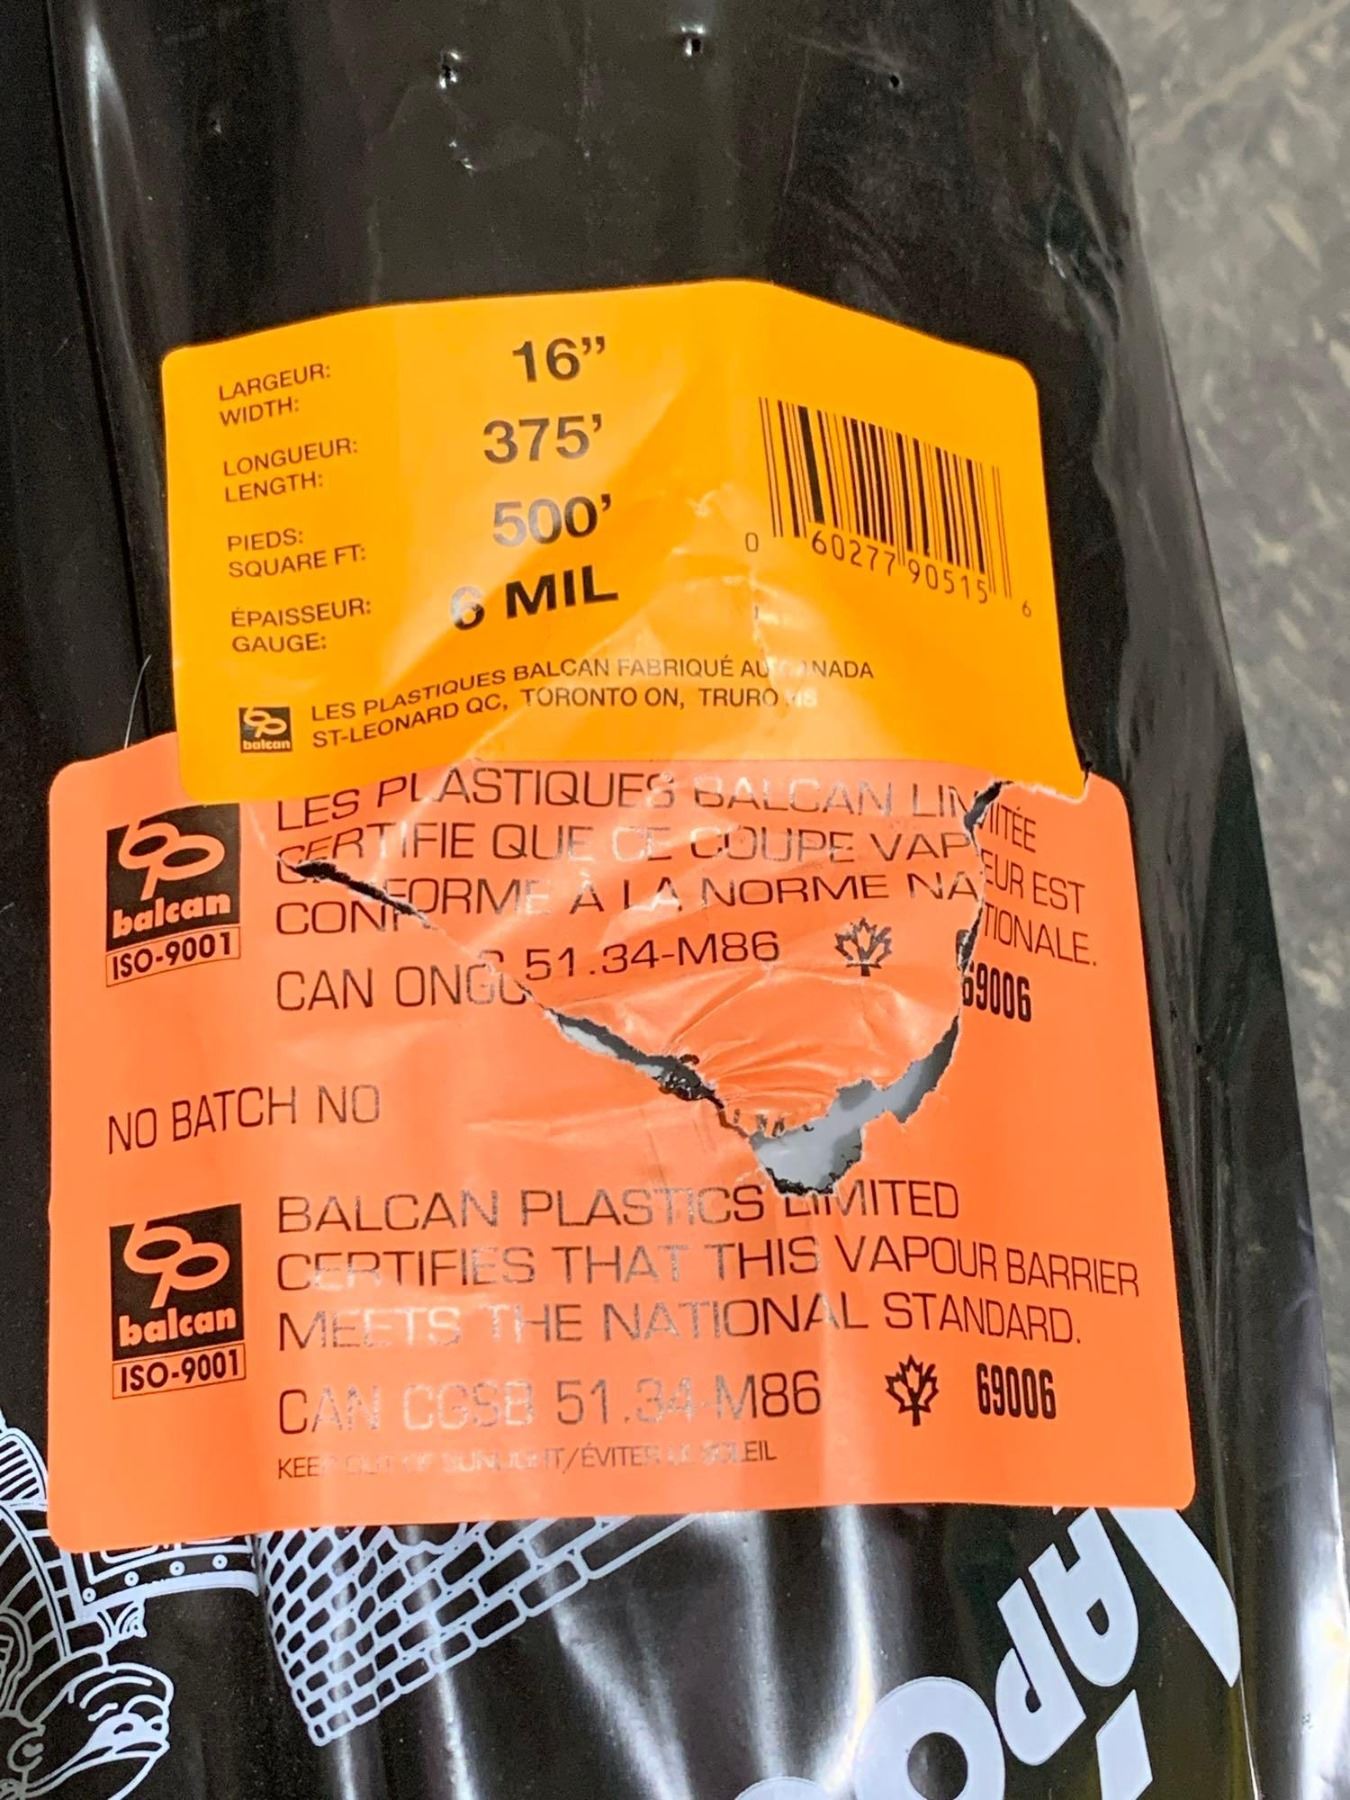 LARGEUR: 16”
WIDTH:
LONGUEUR: 375’
LENGTH:
PIEDS: 500’
SQUARE FT:
ÉPAISSEUR: 6 MIL
GAUGE:
0 60277 90515 6
LES PLASTIQUES BALCAN FABRIQUÉ AU CANADA
ST-LEONARD QC, TORONTO ON, TRURO NS
balcan
LES PLASTIQUES BALCAN LIMITÉE
CERTIFIE QUE CE COUPE VAPEUR EST
CONFORME À LA NORME NATIONALE.
balcan
ISO-9001
CAN ONGC 51.34-M86 69006
NO BATCH NO
BALCAN PLASTICS LIMITED
CERTIFIES THAT THIS VAPOUR BARRIER
MEETS THE NATIONAL STANDARD.
balcan
ISO-9001
CAN CGSB 51.34-M86 69006
KEEP OUT OF SUNLIGHT/ÉVITER LE SOLEIL